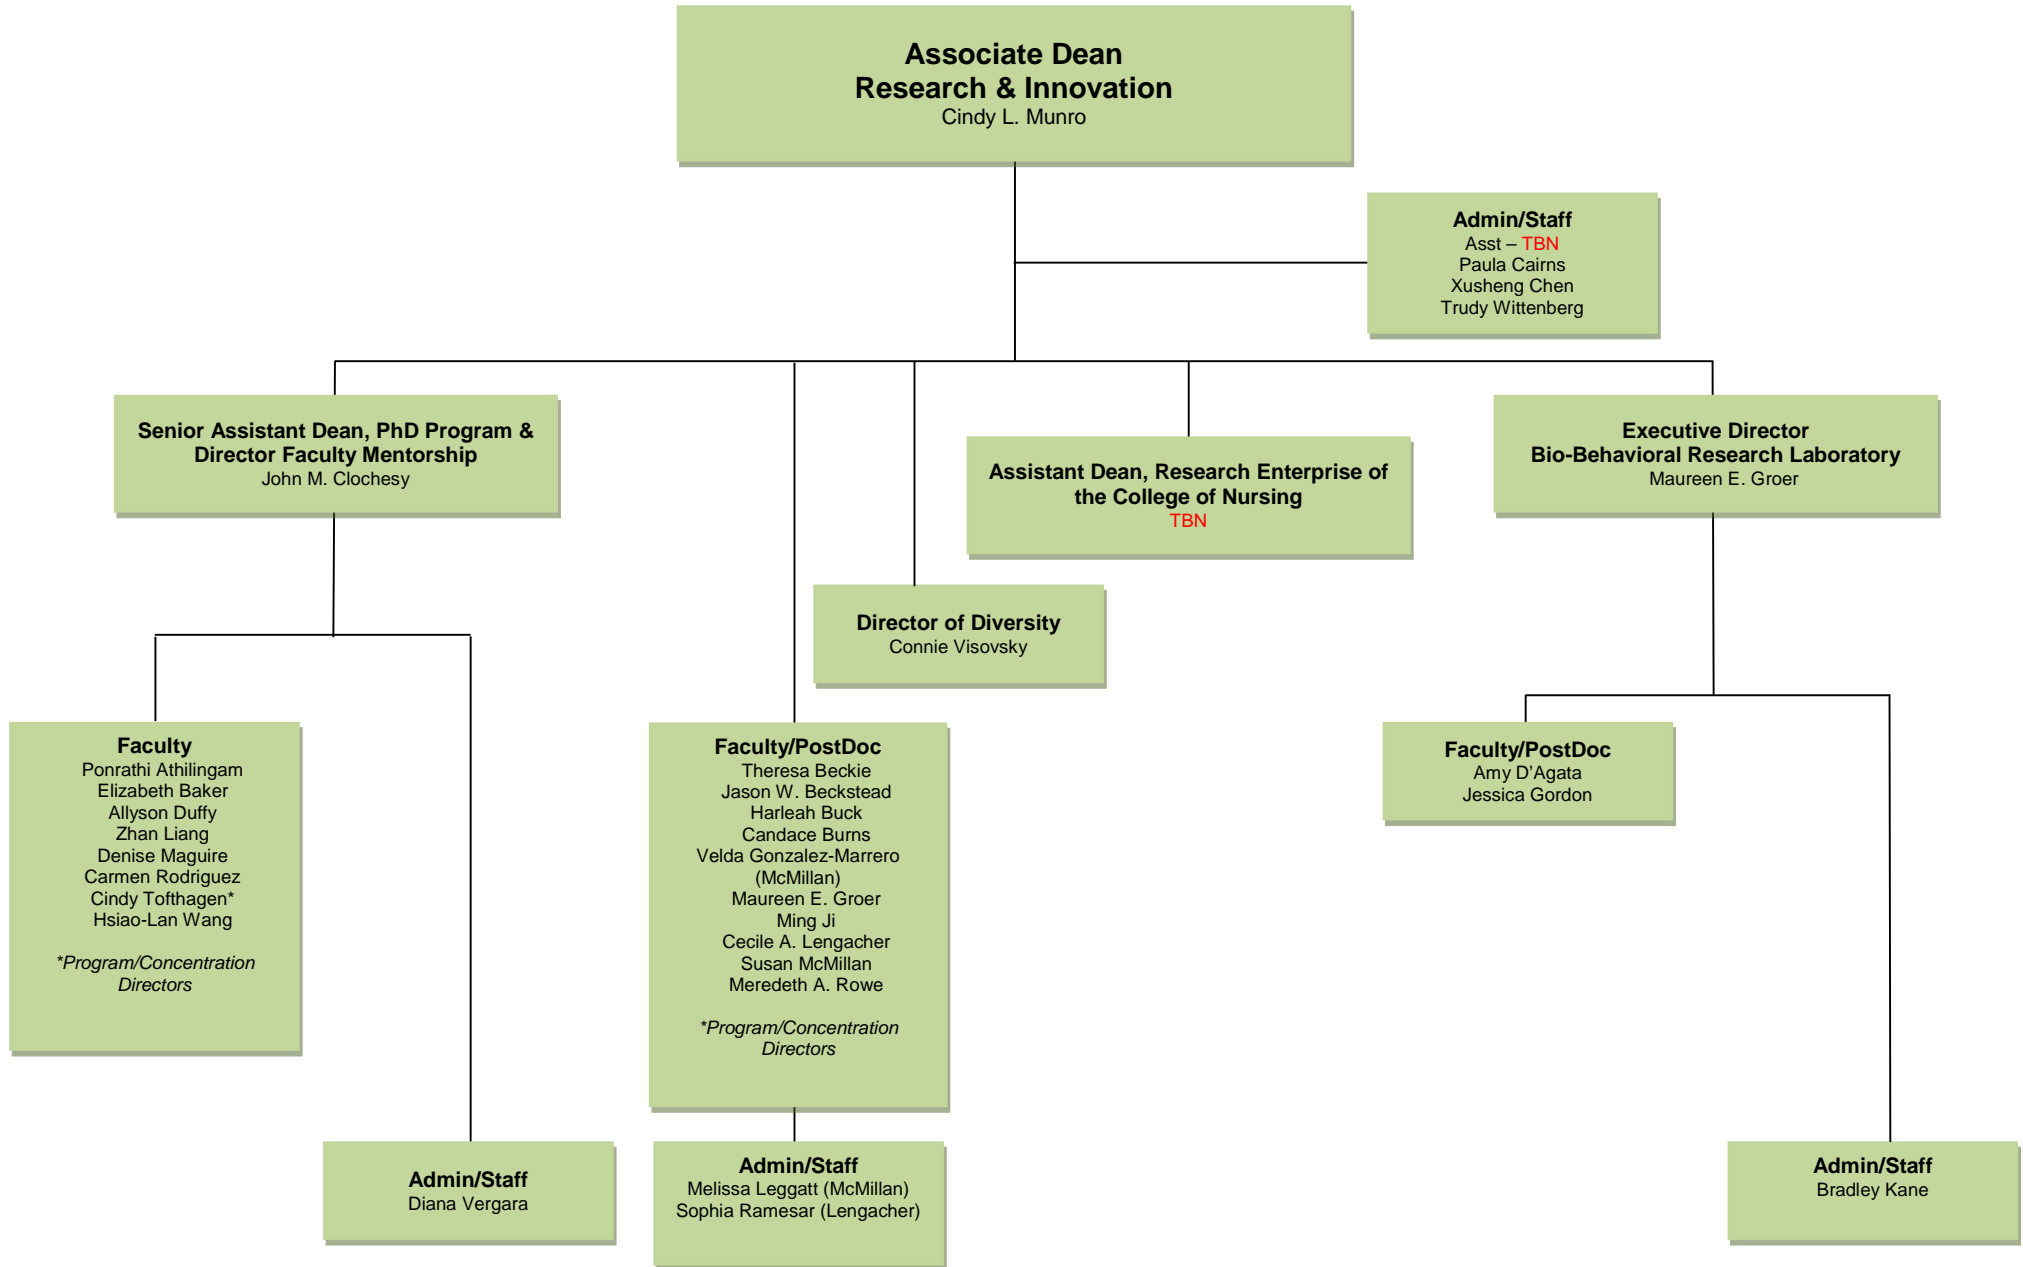 Associate Dean
Research & Innovation
Cindy L. Munro
Admin/Staff
Asst – TBN
Paula Cairns
Xusheng Chen
Trudy Wittenberg
Senior Assistant Dean, PhD Program &
Director Faculty Mentorship
John M. Clochesy
Assistant Dean, Research Enterprise of
the College of Nursing
TBN
Executive Director
Bio-Behavioral Research Laboratory
Maureen E. Groer
Director of Diversity
Connie Visovsky
Faculty
Ponrathi Athilingam
Elizabeth Baker
Allyson Duffy
Zhan Liang
Denise Maguire
Carmen Rodriguez
Cindy Tofthagen*
Hsiao-Lan Wang
*Program/Concentration
Directors
Faculty/PostDoc
Theresa Beckie
Jason W. Beckstead
Harleah Buck
Candace Burns
Velda Gonzalez-Marrero
(McMillan)
Maureen E. Groer
Ming Ji
Cecile A. Lengacher
Susan McMillan
Meredeth A. Rowe
*Program/Concentration
Directors
Faculty/PostDoc
Amy D’Agata
Jessica Gordon
Admin/Staff
Diana Vergara
Admin/Staff
Melissa Leggatt (McMillan)
Sophia Ramesar (Lengacher)
Admin/Staff
Bradley Kane